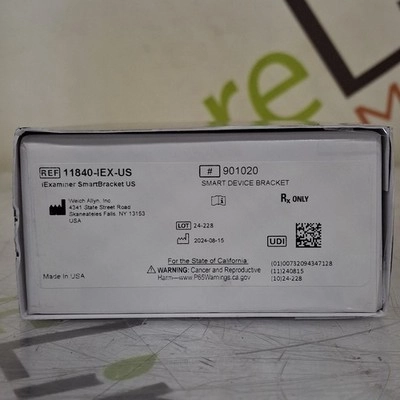 re
REF 11840-IEX-US
iExaminer SmartBracket US
# 901020
SMART DEVICE BRACKET
Welch Allyn, Inc
4341 State Street Road
Skaneateles Falls, NY 13153
USA
Rx ONLY
LOT 24-228
2024-08-15
UDI
For the State of California:
WARNING: Cancer and Reproductive
Harm—www.P65Warnings.ca.gov
(01)00732094347128
(11)240815
(10)24-228
Made in USA